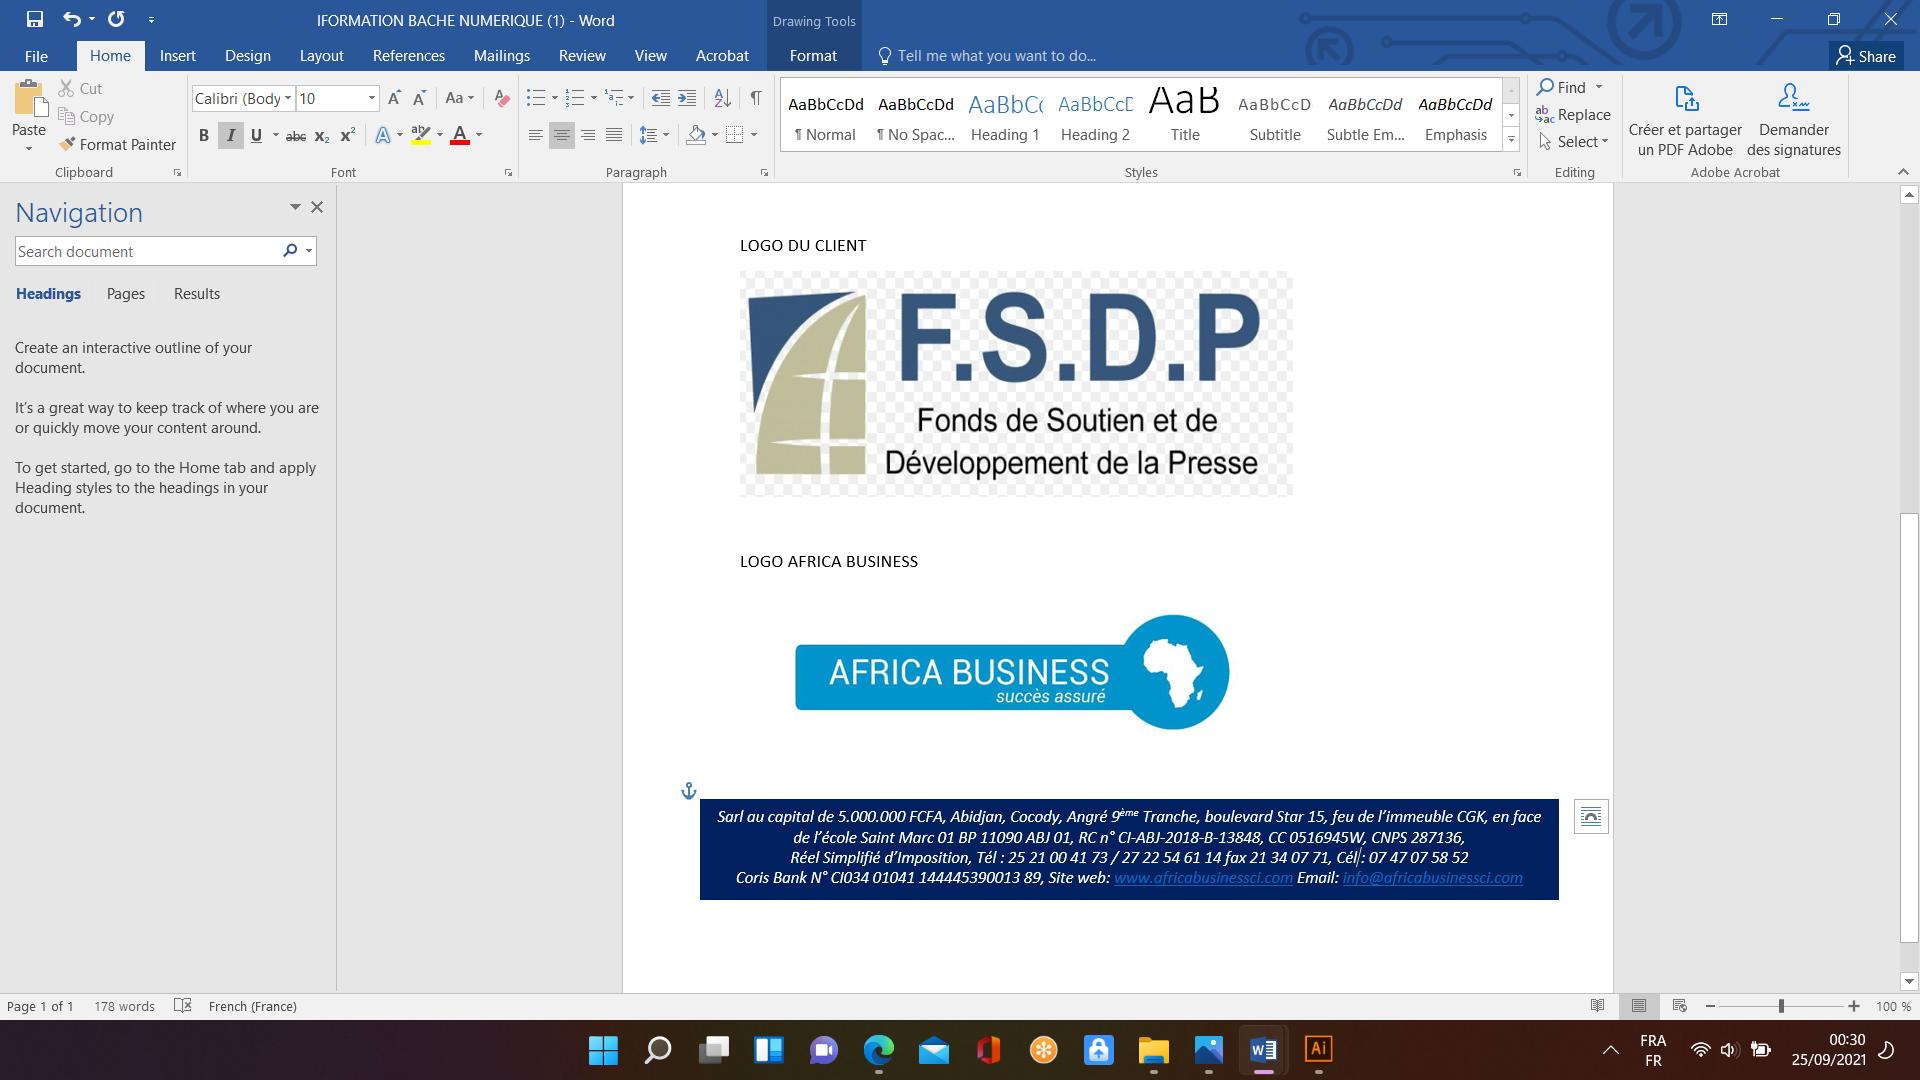 IFORMATION BACHE NUMERIQUE (1) - Word
Drawing Tools
File Home Insert Design Layout References Mailings Review View Acrobat Format Tell me what you want to do... Share
Paste
Cut
Copy
Format Painter
Clipboard
Calibri (Body 10
Font
Paragraph
AaBbCcDd AaBbCcDd AaBbC AaBbCcD AaB AaBbCcD AaBbCcDd AaBbCcDd
¶ Normal ¶ No Spac... Heading 1 Heading 2 Title Subtitle Subtle Em... Emphasis
Styles
Find
Replace
Select
Editing
Créer et partager un PDF Adobe
Demander des signatures
Adobe Acrobat
Navigation
Search document
Headings Pages Results
Create an interactive outline of your
document.
It's a great way to keep track of where you are
or quickly move your content around.
To get started, go to the Home tab and apply
Heading styles to the headings in your
document.
LOGO DU CLIENT
F.S.D.P
Fonds de Soutien et de
Développement de la Presse
LOGO AFRICA BUSINESS
AFRICA BUSINESS
succès assuré
Sarl au capital de 5.000.000 FCFA, Abidjan, Cocody, Angré 9ème Tranche, boulevard Star 15, feu de l'immeuble CGK, en face
de l'école Saint Marc 01 BP 11090 ABJ 01, RC n° CI-ABJ-2018-B-13848, CC 0516945W, CNPS 287136,
Réel Simplifié d'Imposition, Tél : 25 21 00 41 73 / 27 22 54 61 14 fax 21 34 07 71, Cél : 07 47 07 58 52
Coris Bank N° CI034 01041 144445390013 89, Site web: www.africabusinessci.com Email: info@africabusinessci.com
Page 1 of 1 178 words French (France) 100 %
FRA
FR
00:30
25/09/2021